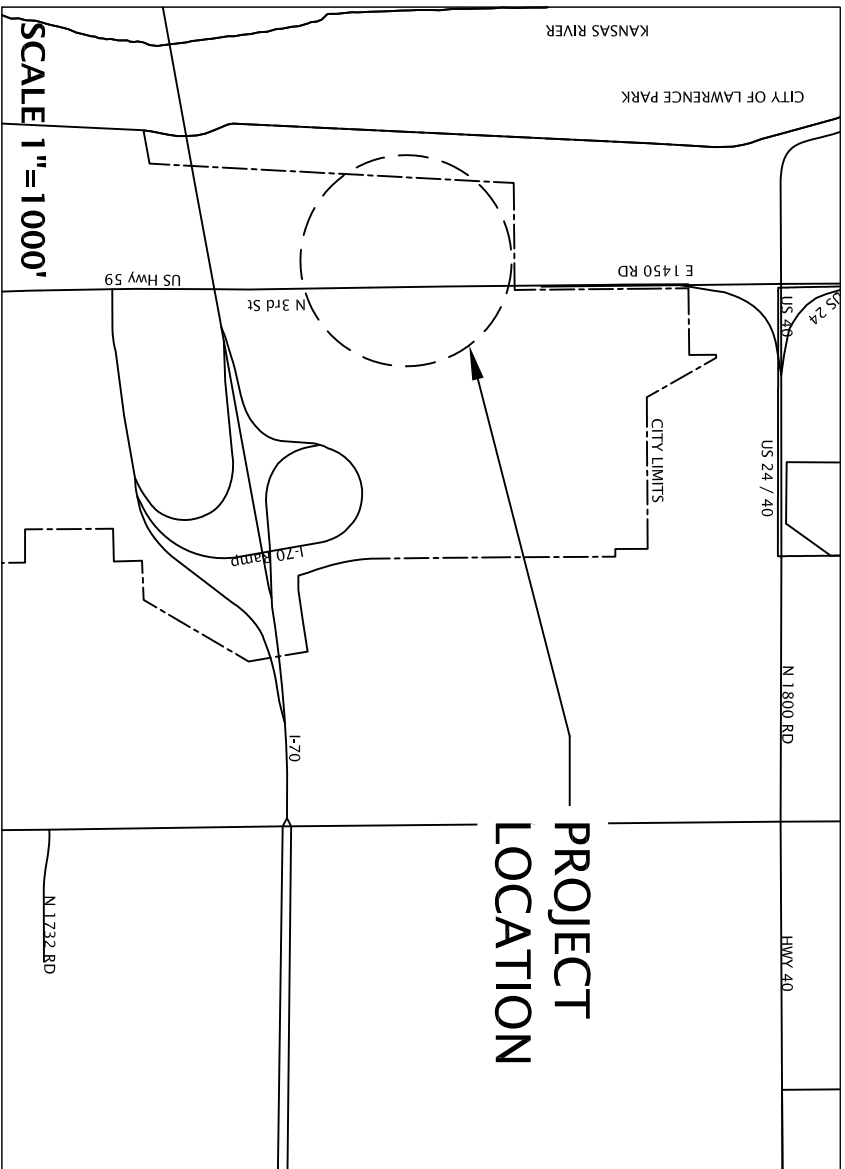 KANSAS RIVER
CITY OF LAWRENCE PARK
SCALE 1"=1000'
US Hwy 59
N 3rd St
E 1450 RD
US 40
US 24
CITY LIMITS
US 24 / 40
I-70 Ramp
I-70
N 1800 RD
PROJECT
LOCATION
N 1732 RD
HWY 40